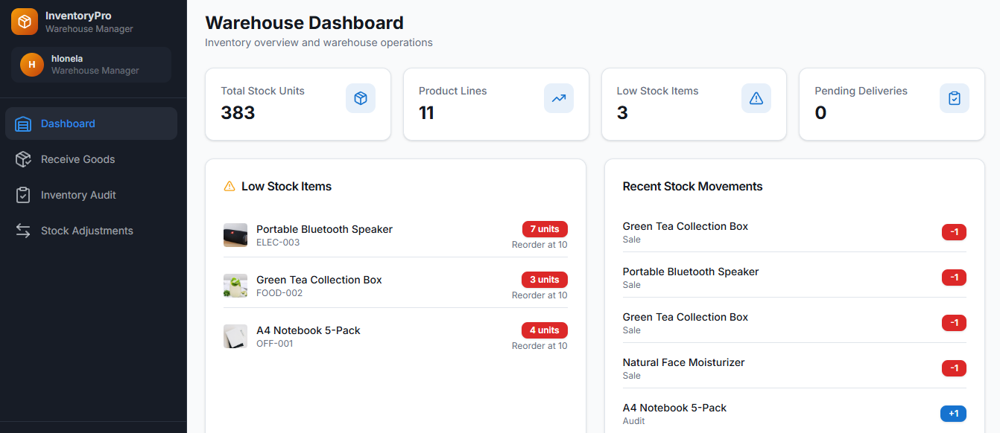 InventoryPro
Warehouse Manager
H
hlonela
Warehouse Manager
Dashboard
Receive Goods
Inventory Audit
Stock Adjustments
Warehouse Dashboard
Inventory overview and warehouse operations
Total Stock Units
383
Product Lines
11
Low Stock Items
3
Pending Deliveries
0
Low Stock Items
Portable Bluetooth Speaker
7 units
ELEC-003
Reorder at 10
Green Tea Collection Box
3 units
FOOD-002
Reorder at 10
A4 Notebook 5-Pack
4 units
OFF-001
Reorder at 10
Recent Stock Movements
Green Tea Collection Box
Sale
-1
Portable Bluetooth Speaker
Sale
-1
Green Tea Collection Box
Sale
-1
Natural Face Moisturizer
Sale
-1
A4 Notebook 5-Pack
Audit
+1